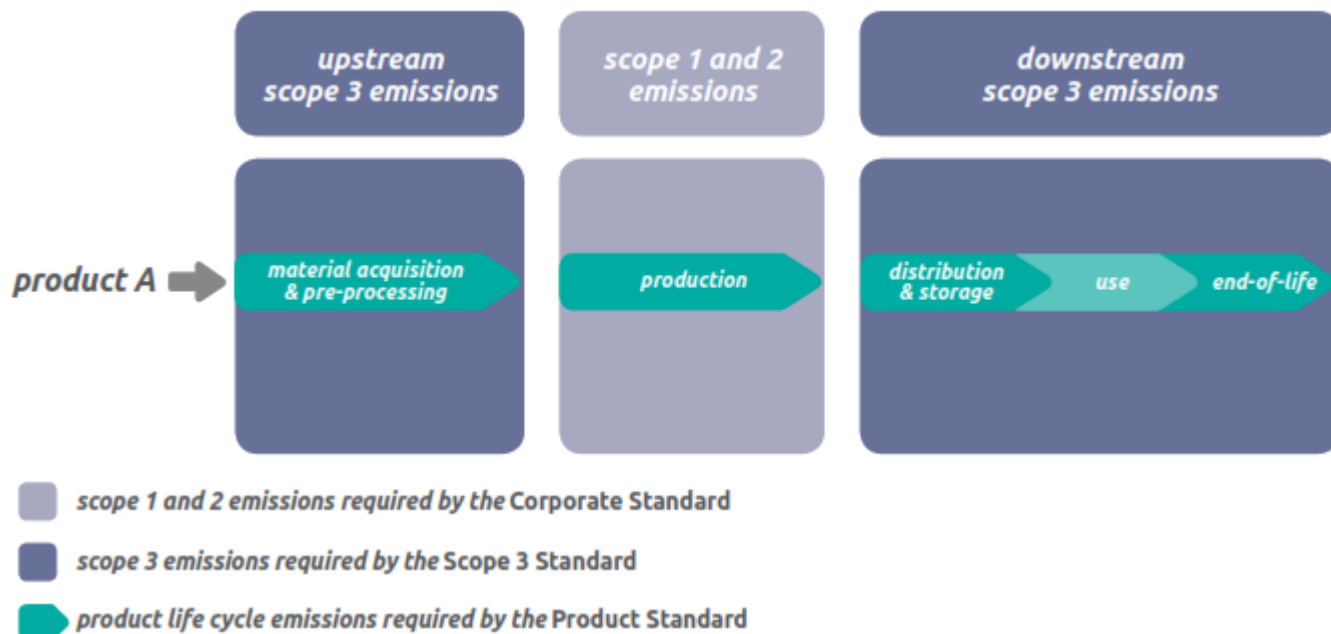 upstream
scope 3 emissions
scope 1 and 2
emissions
downstream
scope 3 emissions
product A
material acquisition
& pre-processing
production
distribution
& storage
use
end-of-life
scope 1 and 2 emissions required by the Corporate Standard
scope 3 emissions required by the Scope 3 Standard
product life cycle emissions required by the Product Standard